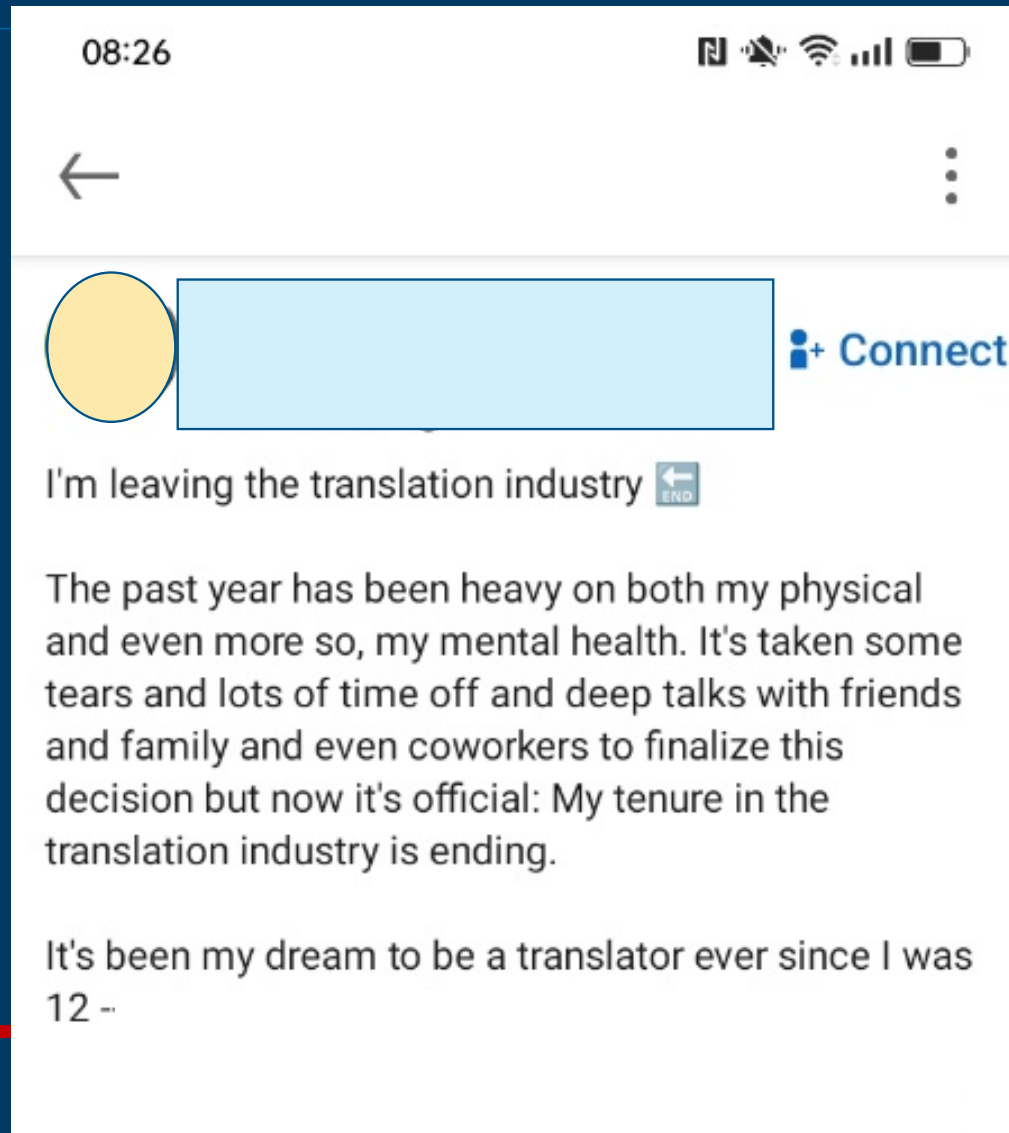 08:26
Connect
I'm leaving the translation industry 🔙
END
The past year has been heavy on both my physical
and even more so, my mental health. It's taken some
tears and lots of time off and deep talks with friends
and family and even coworkers to finalize this
decision but now it's official: My tenure in the
translation industry is ending.
It's been my dream to be a translator ever since I was
12 -